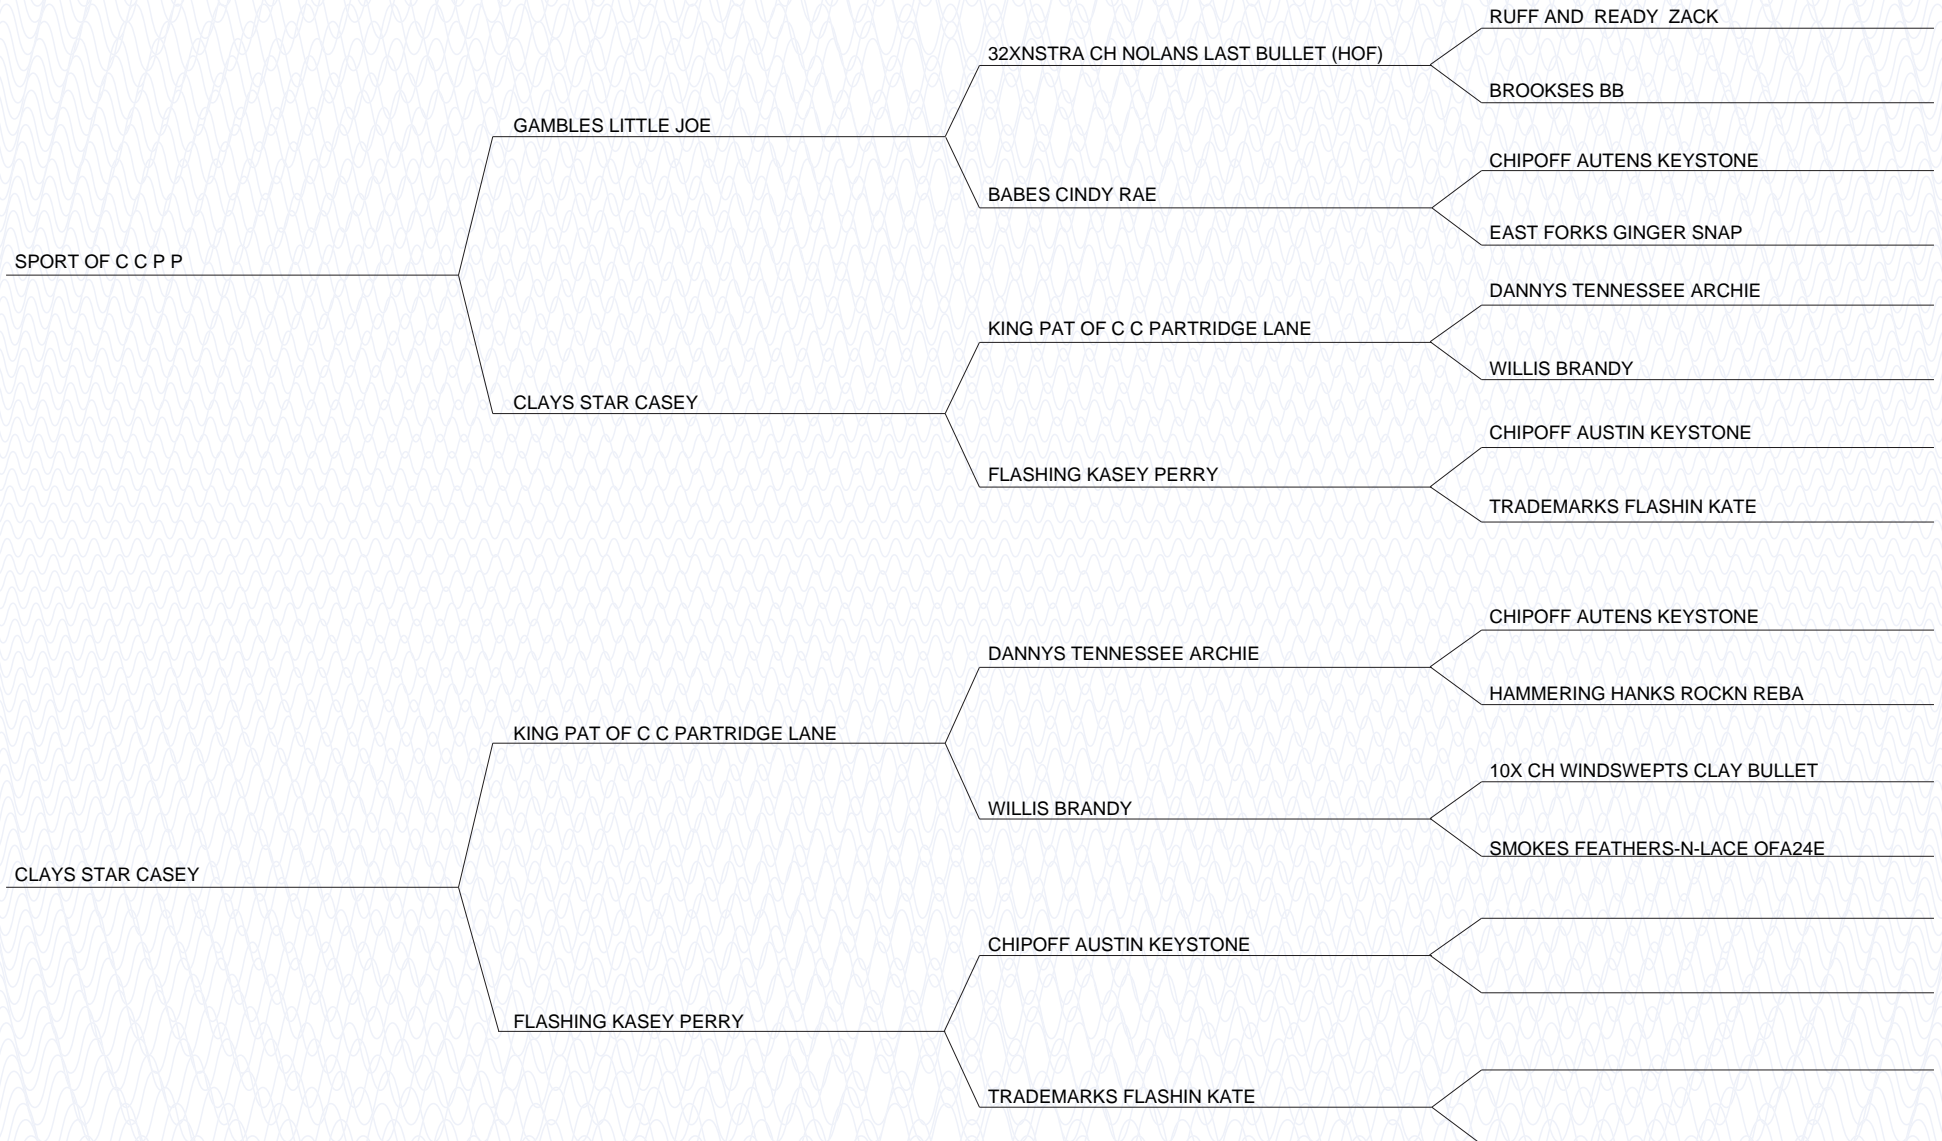 RUFF AND  READY  ZACK
32XNSTRA CH NOLANS LAST BULLET (HOF)
BROOKSES BB
GAMBLES LITTLE JOE
CHIPOFF AUTENS KEYSTONE
BABES CINDY RAE
EAST FORKS GINGER SNAP
SPORT OF C C P P
DANNYS TENNESSEE ARCHIE
KING PAT OF C C PARTRIDGE LANE
WILLIS BRANDY
CLAYS STAR CASEY
CHIPOFF AUSTIN KEYSTONE
FLASHING KASEY PERRY
TRADEMARKS FLASHIN KATE
CHIPOFF AUTENS KEYSTONE
DANNYS TENNESSEE ARCHIE
HAMMERING HANKS ROCKN REBA
KING PAT OF C C PARTRIDGE LANE
10X CH WINDSWEPTS CLAY BULLET
WILLIS BRANDY
SMOKES FEATHERS-N-LACE OFA24E
CLAYS STAR CASEY
CHIPOFF AUSTIN KEYSTONE
FLASHING KASEY PERRY
TRADEMARKS FLASHIN KATE